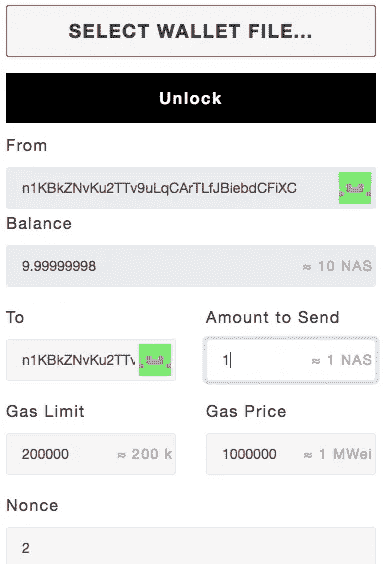 SELECT WALLET FILE...
Unlock
From
n1KBkZNvKu2TTv9uLqCArTLfJBiebdCFiXC
Balance
9.99999998 ≈ 10 NAS
To Amount to Send
n1KBkZNvKu2TTv 1 ≈ 1 NAS
Gas Limit Gas Price
200000 ≈ 200 k 1000000 ≈ 1 MWei
Nonce
2